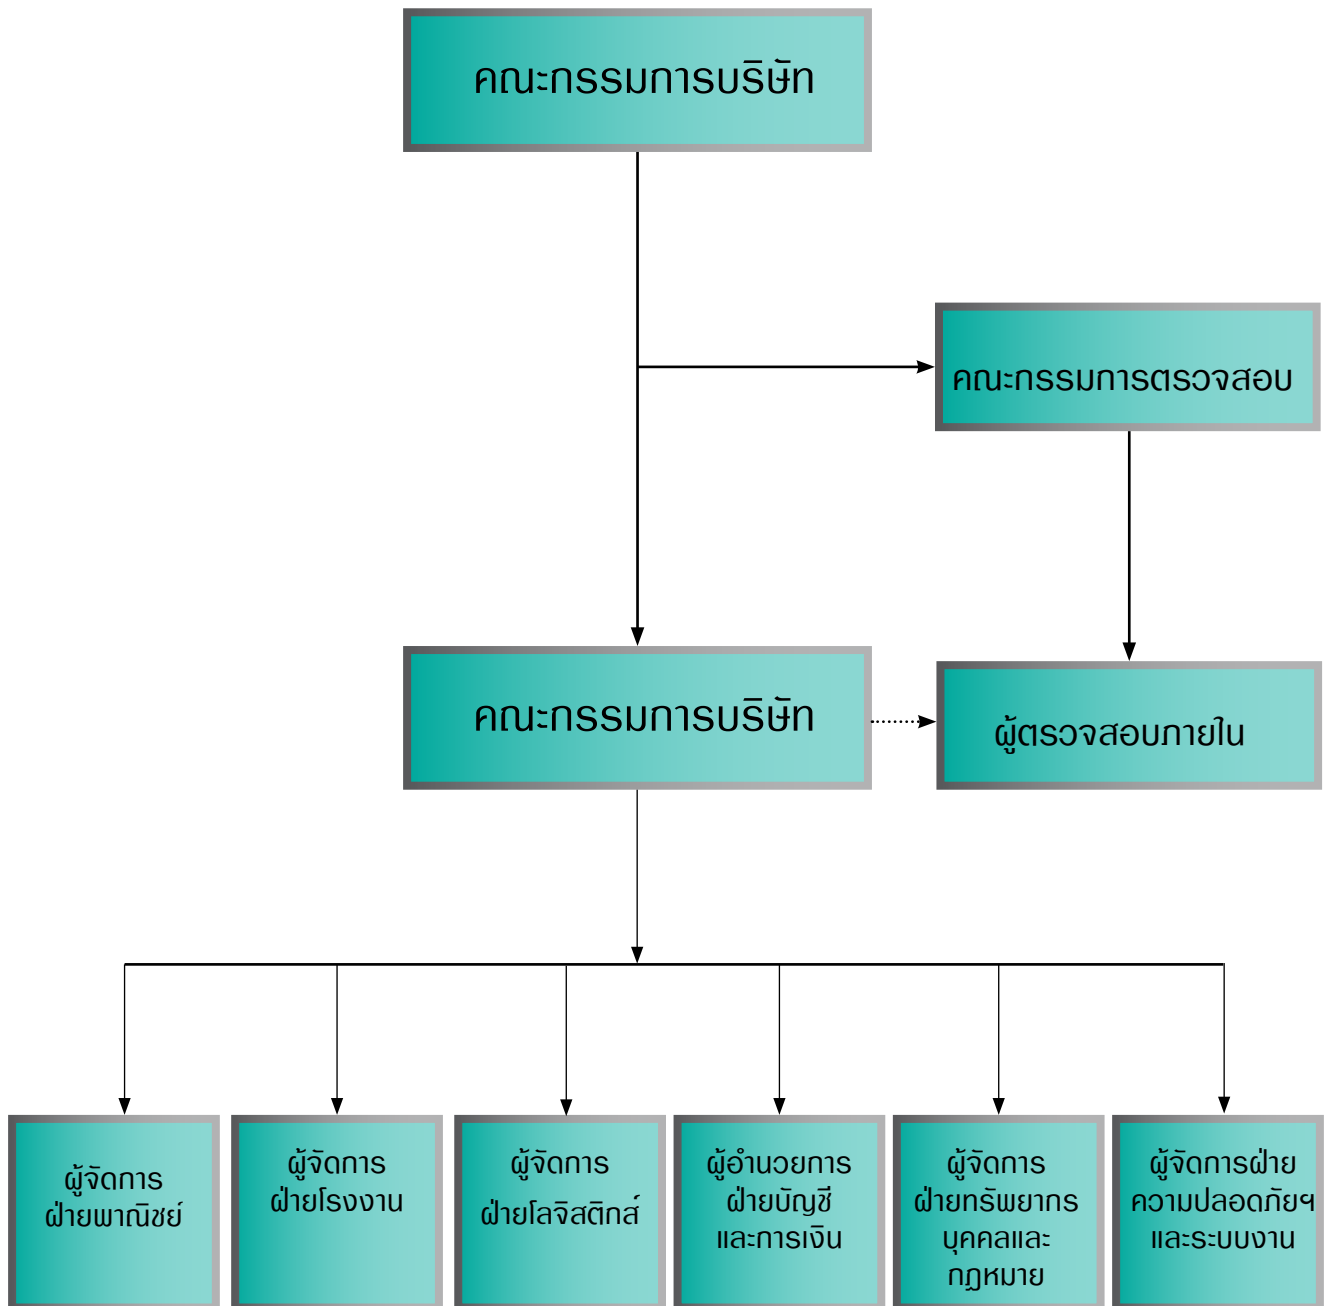 คณะกรรมการบริษัท
คณะกรรมการตรวจสอบ
คณะกรรมการบริษัท
ผู้ตรวจสอบภายใน
ผู้จัดการ
ฝ่ายพาณิชย์
ผู้จัดการ
ฝ่ายโรงงาน
ผู้จัดการ
ฝ่ายโลจิสติกส์
ผู้อำนวยการ
ฝ่ายบัญชี
และการเงิน
ผู้จัดการ
ฝ่ายทรัพยากร
บุคคลและ
กฎหมาย
ผู้จัดการฝ่าย
ความปลอดภัยฯ
และระบบงาน